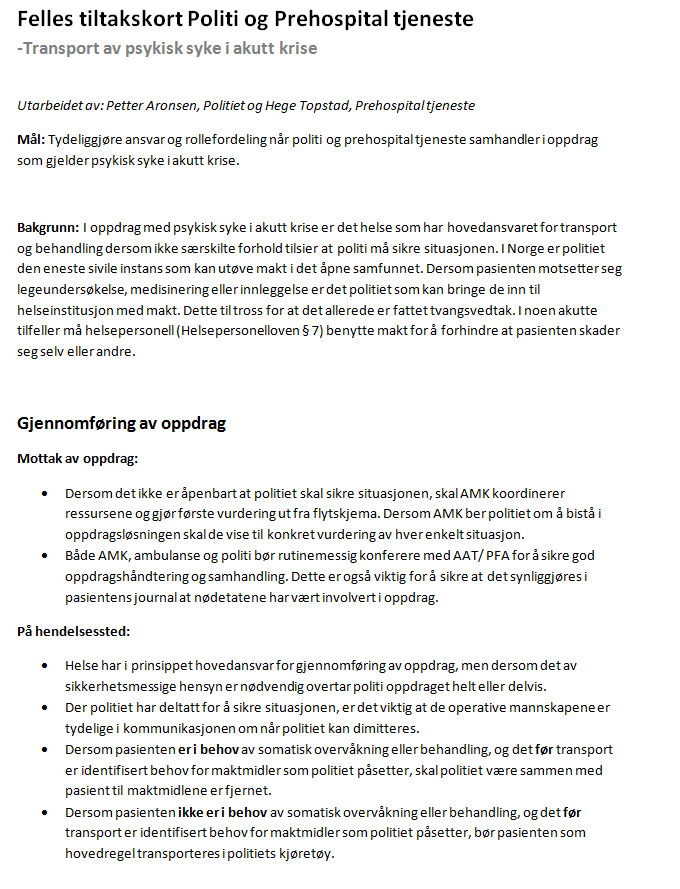 Felles tiltakskort Politi og Prehospital tjeneste
-Transport av psykisk syke i akutt krise
Utarbeidet av: Petter Aronsen, Politiet og Hege Topstad, Prehospital tjeneste
Mål: Tydeliggjøre ansvar og rollefordeling når politi og prehospital tjeneste samhandler i oppdrag
som gjelder psykisk syke i akutt krise.
Bakgrunn: I oppdrag med psykisk syke i akutt krise er det helse som har hovedansvaret for transport
og behandling dersom ikke særskilte forhold tilsier at politi må sikre situasjonen. I Norge er politiet
den eneste sivile instans som kan utøve makt i det åpne samfunnet. Dersom pasienten motsetter seg
legeundersøkelse, medisinering eller innleggelse er det politiet som kan bringe de inn til
helseinstitusjon med makt. Dette til tross for at det allerede er fattet tvangsvedtak. I noen akutte
tilfeller må helsepersonell (Helsepersonelloven § 7) benytte makt for å forhindre at pasienten skader
seg selv eller andre.
Gjennomføring av oppdrag
Mottak av oppdrag:
• Dersom det ikke er åpenbart at politiet skal sikre situasjonen, skal AMK koordinerer
ressursene og gjør første vurdering ut fra flytskjema. Dersom AMK ber politiet om å bistå i
oppdragsløsningen skal de vise til konkret vurdering av hver enkelt situasjon.
• Både AMK, ambulanse og politi bør rutinemessig konferere med AAT/ PFA for å sikre god
oppdragshåndtering og samhandling. Dette er også viktig for å sikre at det synliggjøres i
pasientens journal at nødetatene har vært involvert i oppdrag.
På hendelsessted:
• Helse har i prinsippet hovedansvar for gjennomføring av oppdrag, men dersom det av
sikkerhetsmessige hensyn er nødvendig overtar politi oppdraget helt eller delvis.
• Der politiet har deltatt for å sikre situasjonen, er det viktig at de operative mannskapene er
tydelige i kommunikasjonen om når politiet kan dimitteres.
• Dersom pasienten er i behov av somatisk overvåkning eller behandling, og det før transport
er identifisert behov for maktmidler som politiet påsetter, skal politiet være sammen med
pasient til maktmidlene er fjernet.
• Dersom pasienten ikke er i behov av somatisk overvåkning eller behandling, og det før
transport er identifisert behov for maktmidler som politiet påsetter, bør pasienten som
hovedregel transporteres i politiets kjøretøy.